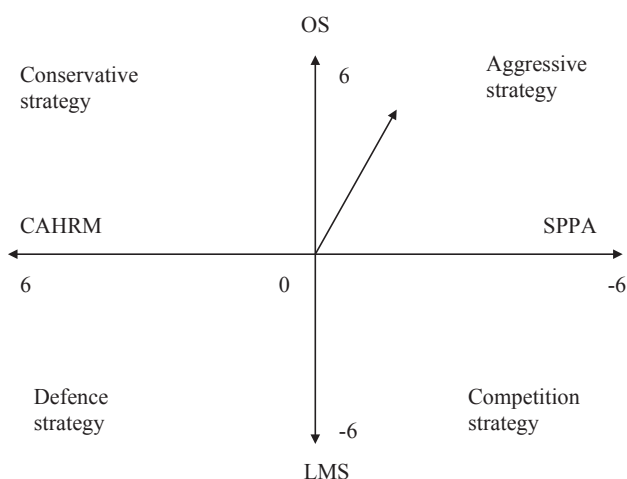 OS
Conservative
strategy
6
Aggressive
strategy
CAHRM
SPPA
6
0
-6
Defence
strategy
Competition
strategy
-6
LMS